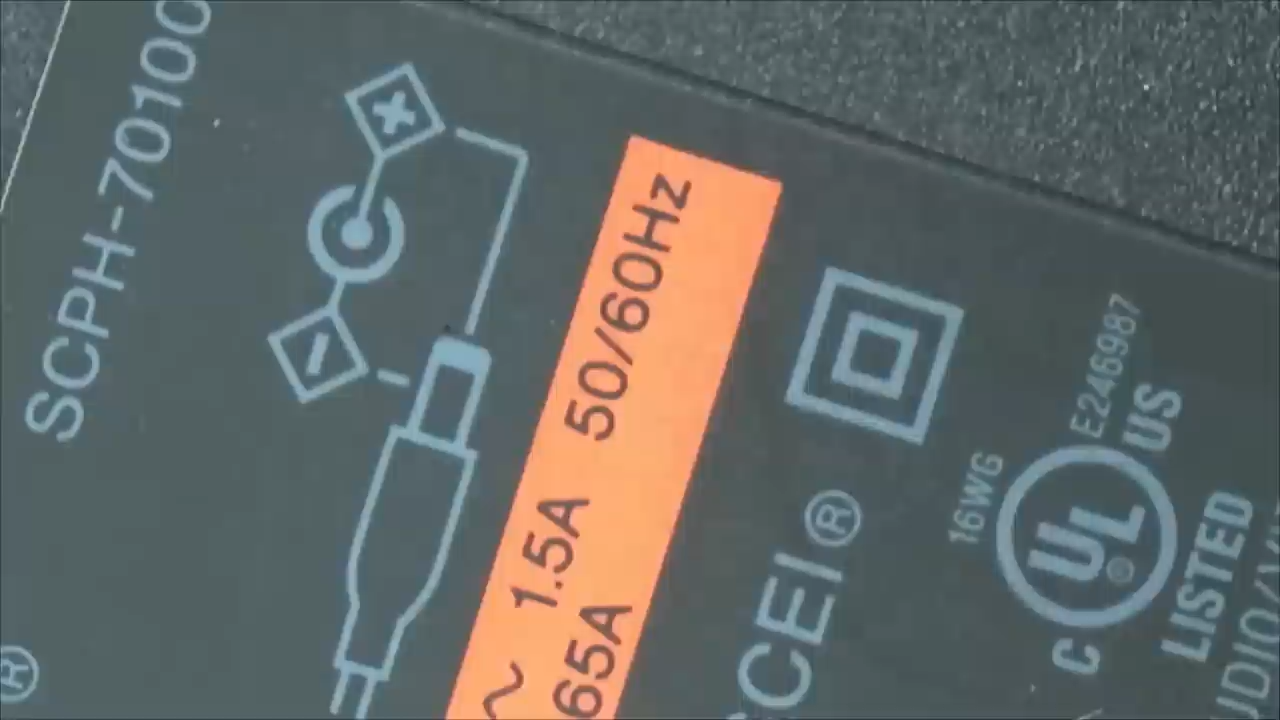 SCPH-70100
+
-
~ 1.5A 50/60Hz
65A
CEI®
16WG
E246987
C UL® US
LISTED
®